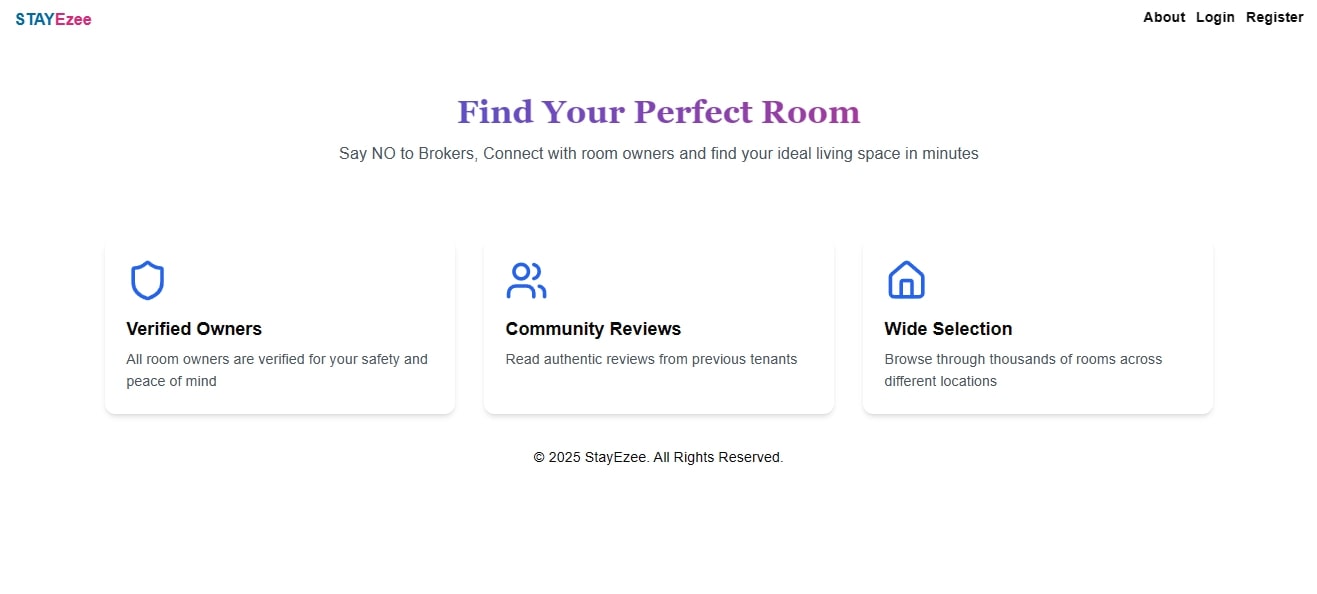 STAYEzee
About Login Register
Find Your Perfect Room
Say NO to Brokers, Connect with room owners and find your ideal living space in minutes
Verified Owners
All room owners are verified for your safety and
peace of mind
Community Reviews
Read authentic reviews from previous tenants
Wide Selection
Browse through thousands of rooms across
different locations
© 2025 StayEzee. All Rights Reserved.